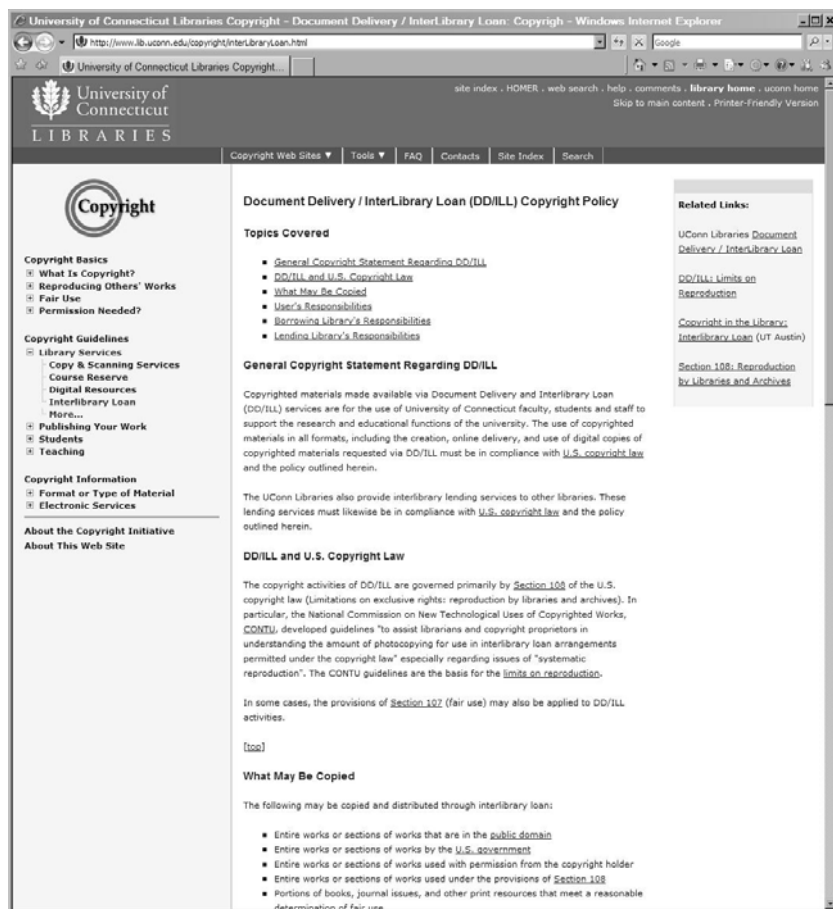 University of Connecticut Libraries Copyright - Document Delivery / InterLibrary Loan: Copyrigh - Windows Internet Explorer
http://www.lib.uconn.edu/copyright/interLibraryLoan.html
Google
University of Connecticut Libraries Copyright...
University of
Connecticut
LIBRARIES
site index . HOMER . web search . help . comments . library home . uconn home
Skip to main content . Printer-Friendly Version
Copyright Web Sites ▼ Tools ▼ FAQ Contacts Site Index Search
Copyright
Copyright Basics
What Is Copyright?
Reproducing Others' Works
Fair Use
Permission Needed?
Copyright Guidelines
Library Services
Copy & Scanning Services
Course Reserve
Digital Resources
Interlibrary Loan
More...
Publishing Your Work
Students
Teaching
Copyright Information
Format or Type of Material
Electronic Services
About the Copyright Initiative
About This Web Site
Document Delivery / InterLibrary Loan (DD/ILL) Copyright Policy
Topics Covered
General Copyright Statement Regarding DD/ILL
DD/ILL and U.S. Copyright Law
What May Be Copied
User's Responsibilities
Borrowing Library's Responsibilities
Lending Library's Responsibilities
General Copyright Statement Regarding DD/ILL
Copyrighted materials made available via Document Delivery and Interlibrary Loan
(DD/ILL) services are for the use of University of Connecticut faculty, students and staff to
support the research and educational functions of the university. The use of copyrighted
materials in all formats, including the creation, online delivery, and use of digital copies of
copyrighted materials requested via DD/ILL must be in compliance with U.S. copyright law
and the policy outlined herein.
The UConn Libraries also provide interlibrary lending services to other libraries. These
lending services must likewise be in compliance with U.S. copyright law and the policy
outlined herein.
DD/ILL and U.S. Copyright Law
The copyright activities of DD/ILL are governed primarily by Section 108 of the U.S.
copyright law (Limitations on exclusive rights: reproduction by libraries and archives). In
particular, the National Commission on New Technological Uses of Copyrighted Works,
CONTU, developed guidelines "to assist librarians and copyright proprietors in
understanding the amount of photocopying for use in interlibrary loan arrangements
permitted under the copyright law" especially regarding issues of "systematic
reproduction". The CONTU guidelines are the basis for the limits on reproduction.
In some cases, the provisions of Section 107 (fair use) may also be applied to DD/ILL
activities.
[top]
What May Be Copied
The following may be copied and distributed through interlibrary loan:
Entire works or sections of works that are in the public domain
Entire works or sections of works by the U.S. government
Entire works or sections of works used with permission from the copyright holder
Entire works or sections of works used under the provisions of Section 108
Portions of books, journal issues, and other print resources that meet a reasonable
determination of fair use
Related Links:
UConn Libraries Document
Delivery / InterLibrary Loan
DD/ILL: Limits on
Reproduction
Copyright in the Library:
Interlibrary Loan (UT Austin)
Section 108: Reproduction
by Libraries and Archives